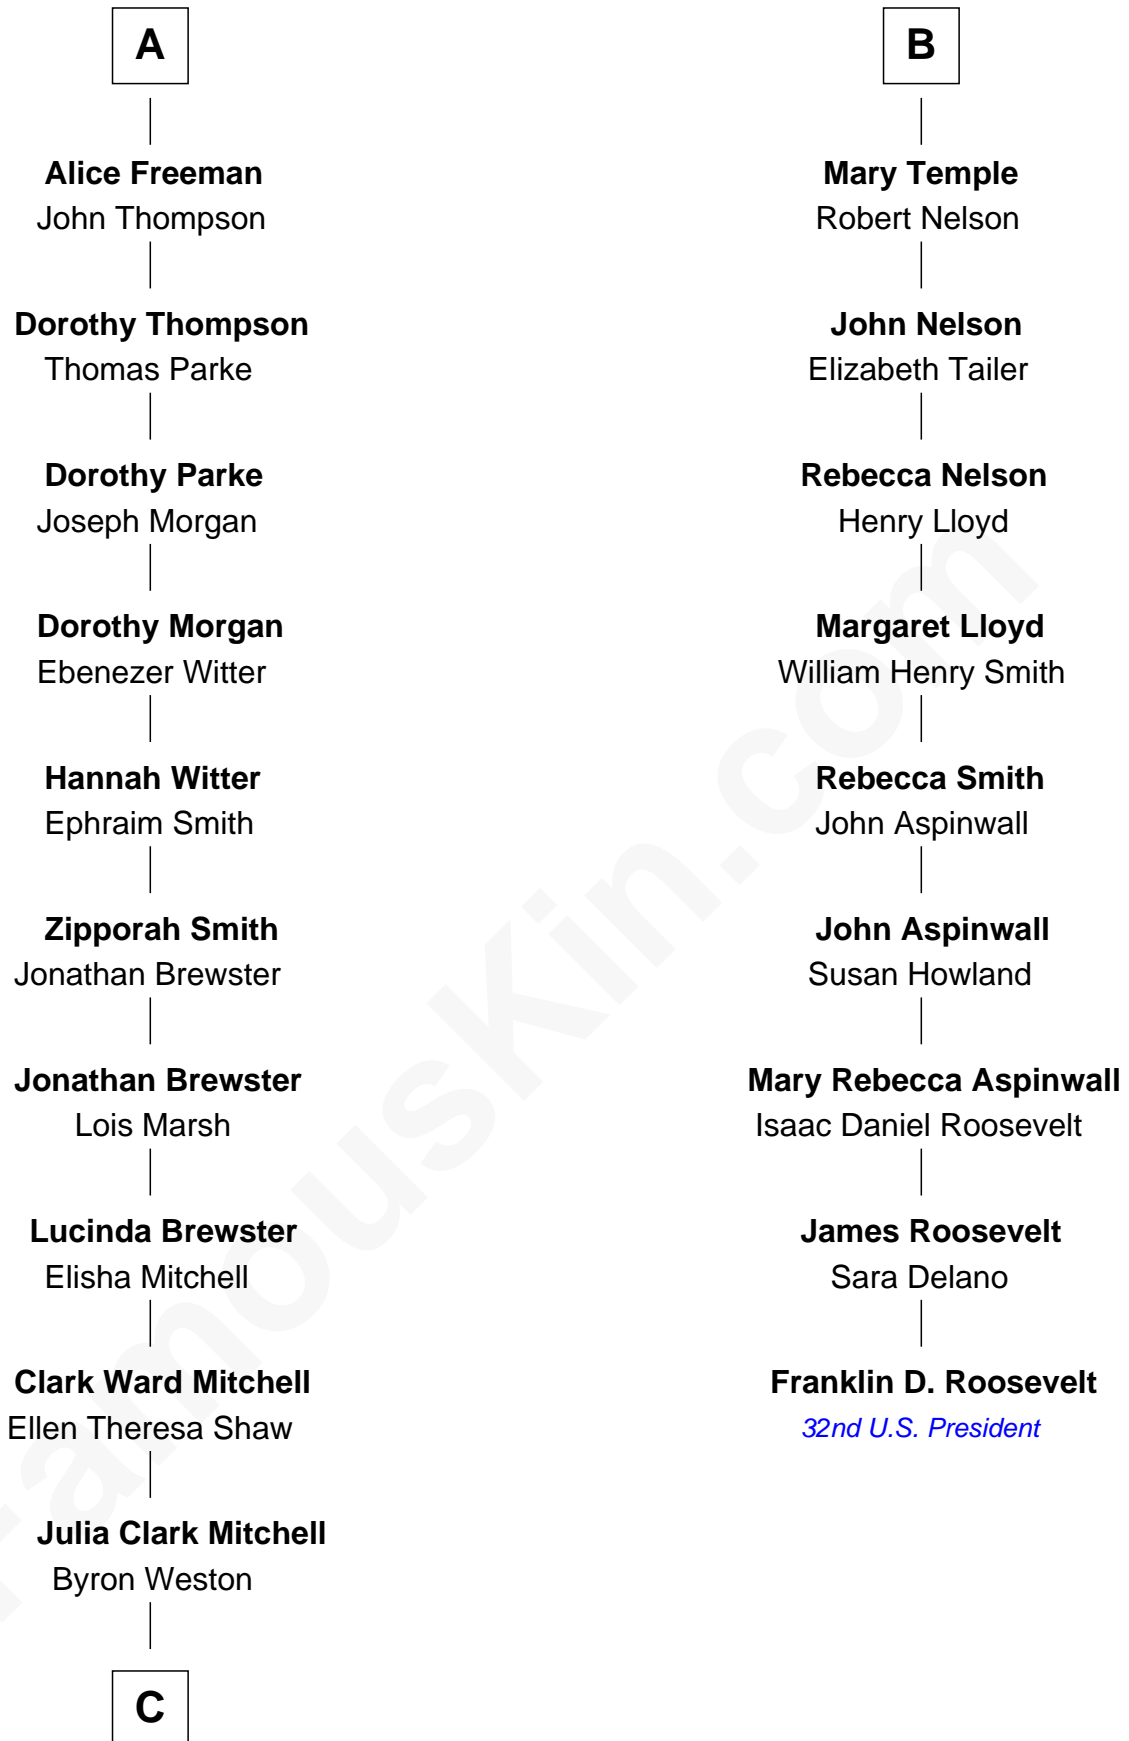 A
Alice Freeman
John Thompson
Dorothy Thompson
Thomas Parke
Dorothy Parke
Joseph Morgan
Dorothy Morgan
Ebenezer Witter
Hannah Witter
Ephraim Smith
Zipporah Smith
Jonathan Brewster
Jonathan Brewster
Lois Marsh
Lucinda Brewster
Elisha Mitchell
Clark Ward Mitchell
Ellen Theresa Shaw
Julia Clark Mitchell
Byron Weston
C
B
Mary Temple
Robert Nelson
John Nelson
Elizabeth Tailer
Rebecca Nelson
Henry Lloyd
Margaret Lloyd
William Henry Smith
Rebecca Smith
John Aspinwall
John Aspinwall
Susan Howland
Mary Rebecca Aspinwall
Isaac Daniel Roosevelt
James Roosevelt
Sara Delano
Franklin D. Roosevelt
32nd U.S. President
FamousKin.com